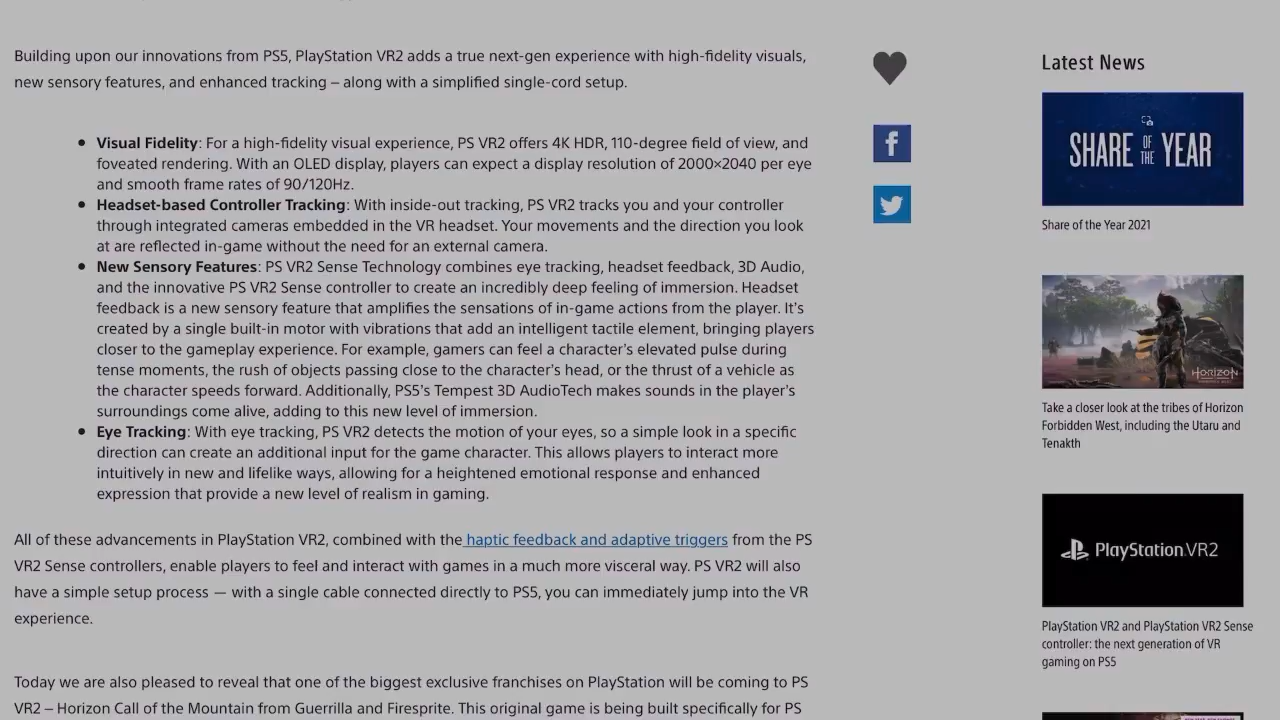 Building upon our innovations from PS5, PlayStation VR2 adds a true next-gen experience with high-fidelity visuals,
new sensory features, and enhanced tracking – along with a simplified single-cord setup.
Visual Fidelity: For a high-fidelity visual experience, PS VR2 offers 4K HDR, 110-degree field of view, and
foveated rendering. With an OLED display, players can expect a display resolution of 2000×2040 per eye
and smooth frame rates of 90/120Hz.
Headset-based Controller Tracking: With inside-out tracking, PS VR2 tracks you and your controller
through integrated cameras embedded in the VR headset. Your movements and the direction you look
at are reflected in-game without the need for an external camera.
New Sensory Features: PS VR2 Sense Technology combines eye tracking, headset feedback, 3D Audio,
and the innovative PS VR2 Sense controller to create an incredibly deep feeling of immersion. Headset
feedback is a new sensory feature that amplifies the sensations of in-game actions from the player. It’s
created by a single built-in motor with vibrations that add an intelligent tactile element, bringing players
closer to the gameplay experience. For example, gamers can feel a character’s elevated pulse during
tense moments, the rush of objects passing close to the character’s head, or the thrust of a vehicle as
the character speeds forward. Additionally, PS5’s Tempest 3D AudioTech makes sounds in the player’s
surroundings come alive, adding to this new level of immersion.
Eye Tracking: With eye tracking, PS VR2 detects the motion of your eyes, so a simple look in a specific
direction can create an additional input for the game character. This allows players to interact more
intuitively in new and lifelike ways, allowing for a heightened emotional response and enhanced
expression that provide a new level of realism in gaming.
All of these advancements in PlayStation VR2, combined with the haptic feedback and adaptive triggers from the PS
VR2 Sense controllers, enable players to feel and interact with games in a much more visceral way. PS VR2 will also
have a simple setup process — with a single cable connected directly to PS5, you can immediately jump into the VR
experience.
Today we are also pleased to reveal that one of the biggest exclusive franchises on PlayStation will be coming to PS
VR2 – Horizon Call of the Mountain from Guerrilla and Firesprite. This original game is being built specifically for PS
Latest News
SHARE OF THE YEAR
Share of the Year 2021
HORIZON
Take a closer look at the tribes of Horizon
Forbidden West, including the Utaru and
Tenakth
PlayStation VR2
PlayStation VR2 and PlayStation VR2 Sense
controller: the next generation of VR
gaming on PS5